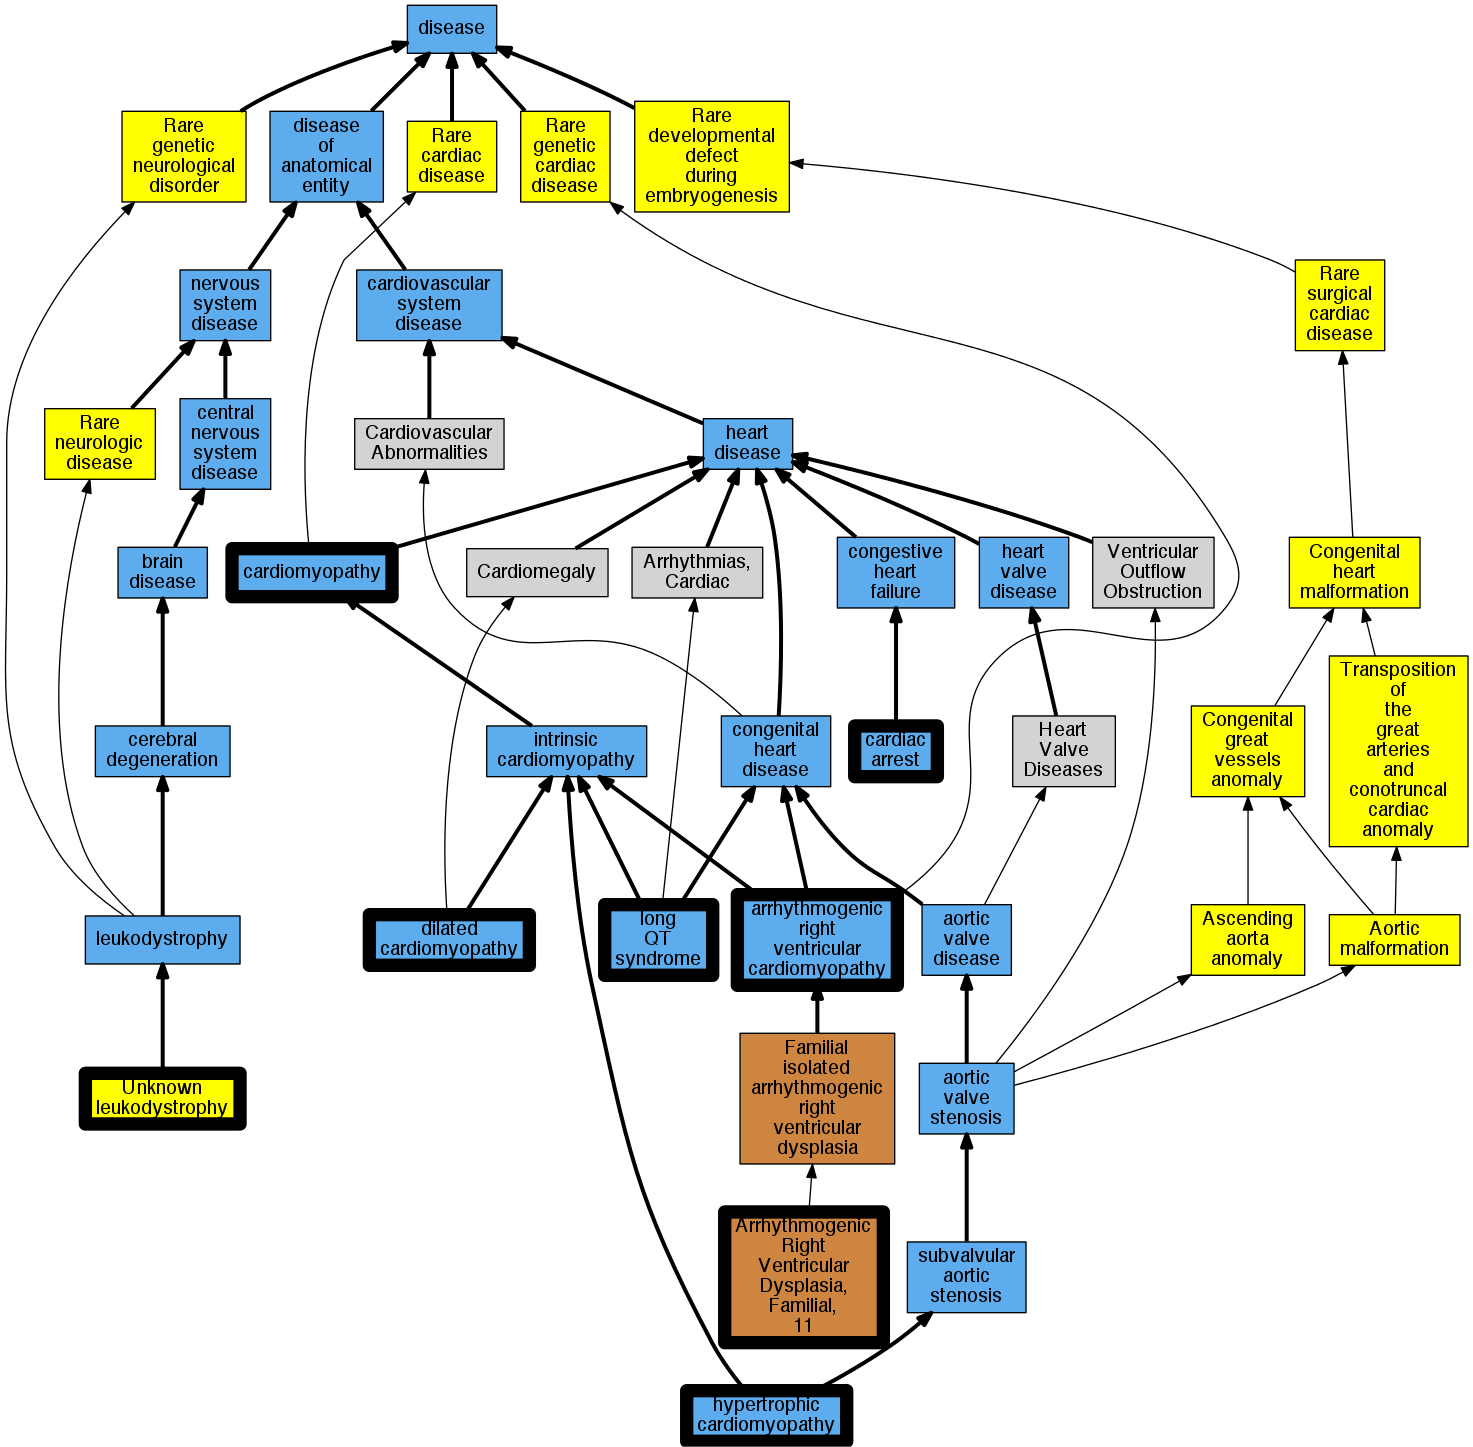 disease
Rare
genetic
neurological
disorder
disease
of
anatomical
entity
Rare
cardiac
disease
Rare
genetic
cardiac
disease
Rare
developmental
defect
during
embryogenesis
nervous
system
disease
cardiovascular
system
disease
Rare
surgical
cardiac
disease
Rare
neurologic
disease
central
nervous
system
disease
Cardiovascular
Abnormalities
heart
disease
brain
disease
cardiomyopathy
Cardiomegaly
Arrhythmias,
Cardiac
congestive
heart
failure
heart
valve
disease
Ventricular
Outflow
Obstruction
Congenital
heart
malformation
cerebral
degeneration
intrinsic
cardiomyopathy
congenital
heart
disease
cardiac
arrest
Heart
Valve
Diseases
Congenital
great
vessels
anomaly
Transposition
of
the
great
arteries
and
conotruncal
cardiac
anomaly
leukodystrophy
dilated
cardiomyopathy
long
QT
syndrome
arrhythmogenic
right
ventricular
cardiomyopathy
aortic
valve
disease
Ascending
aorta
anomaly
Aortic
malformation
Unknown
leukodystrophy
Familial
isolated
arrhythmogenic
right
ventricular
dysplasia
aortic
valve
stenosis
Arrhythmogenic
Right
Ventricular
Dysplasia,
Familial,
11
subvalvular
aortic
stenosis
hypertrophic
cardiomyopathy